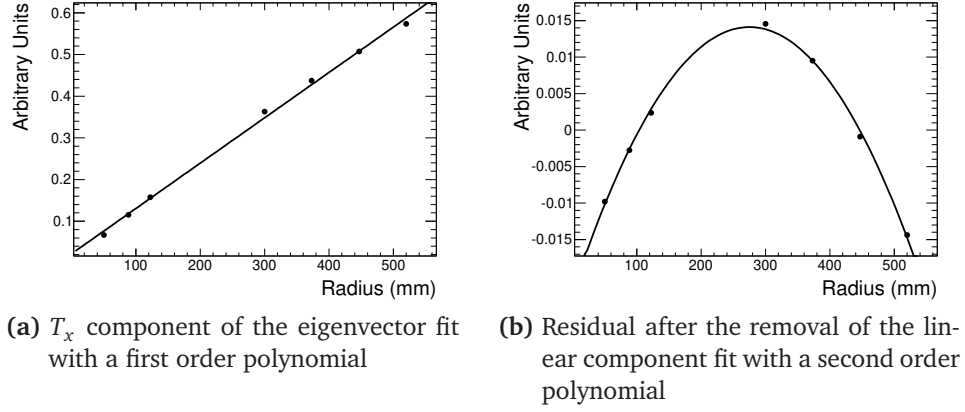 Arbitrary Units
0.6
0.5
0.4
0.3
0.2
0.1
100 200 300 400 500
Radius (mm)
Arbitrary Units
0.015
0.01
0.005
0
-0.005
-0.01
-0.015
100 200 300 400 500
Radius (mm)
(a) Tx component of the eigenvector fit
with a first order polynomial
(b) Residual after the removal of the lin-
ear component fit with a second order
polynomial